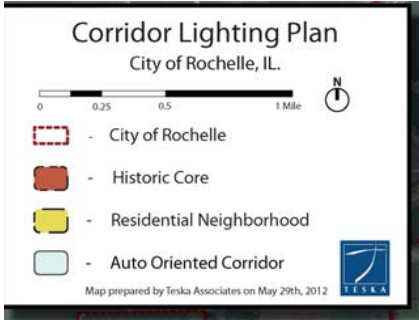 Corridor Lighting Plan
City of Rochelle, IL.
N
0 0.25 0.5 1 Mile
- City of Rochelle
- Historic Core
- Residential Neighborhood
- Auto Oriented Corridor
Map prepared by Teska Associates on May 29th, 2012
TESKA